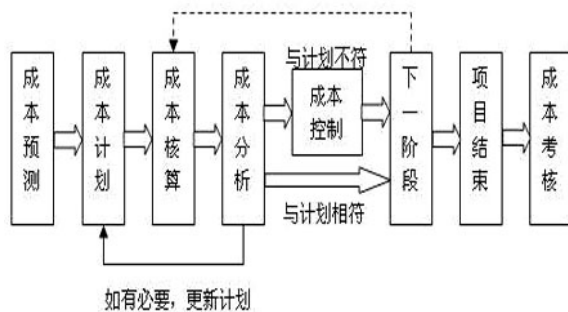 成本预测
成本计划
成本核算
成本分析
与计划不符
成本控制
与计划相符
下一阶段
项目结束
成本考核
如有必要，更新计划